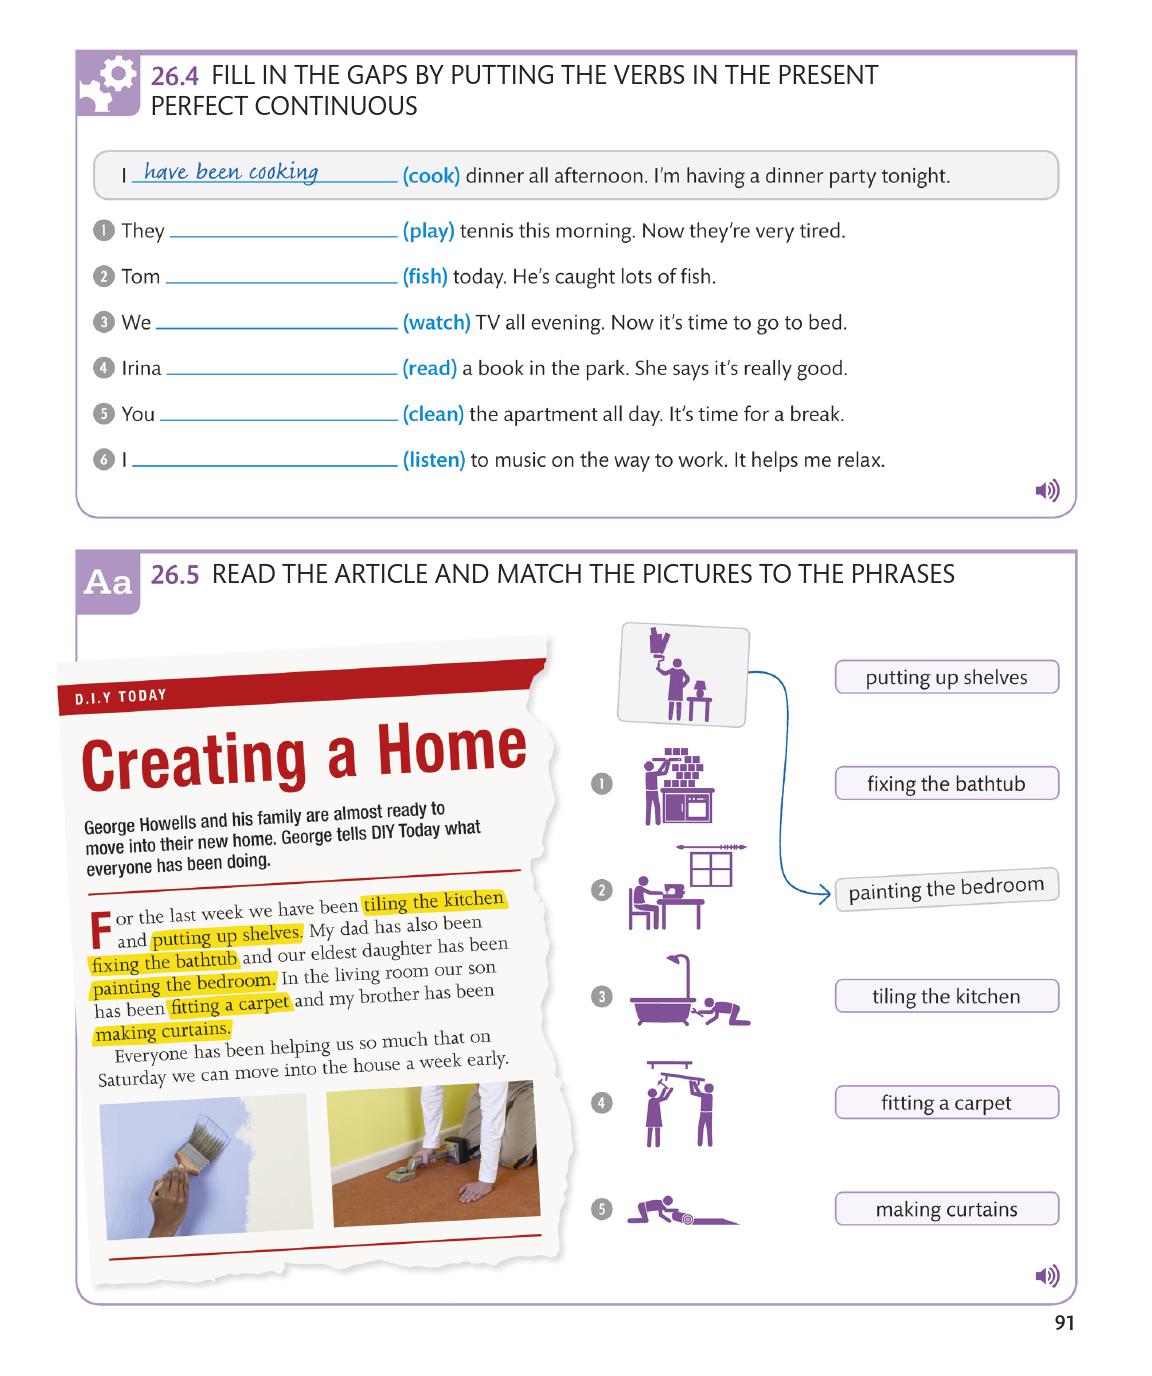 26.4 FILL IN THE GAPS BY PUTTING THE VERBS IN THE PRESENT
PERFECT CONTINUOUS
I have been cooking (cook) dinner all afternoon. I'm having a dinner party tonight.
1 They ____ (play) tennis this morning. Now they're very tired.
2 Tom ____ (fish) today. He's caught lots of fish.
3 We ____ (watch) TV all evening. Now it's time to go to bed.
4 Irina ____ (read) a book in the park. She says it's really good.
5 You ____ (clean) the apartment all day. It's time for a break.
6 I ____ (listen) to music on the way to work. It helps me relax.
Aa 26.5 READ THE ARTICLE AND MATCH THE PICTURES TO THE PHRASES
D.I.Y TODAY
Creating a Home
George Howells and his family are almost ready to
move into their new home. George tells DIY Today what
everyone has been doing.
For the last week we have been tiling the kitchen
and putting up shelves. My dad has also been
fixing the bathtub and our eldest daughter has been
painting the bedroom. In the living room our son
has been fitting a carpet and my brother has been
making curtains.
Everyone has been helping us so much that on
Saturday we can move into the house a week early.
putting up shelves
1
fixing the bathtub
2
painting the bedroom
3
tiling the kitchen
4
fitting a carpet
5
making curtains
91